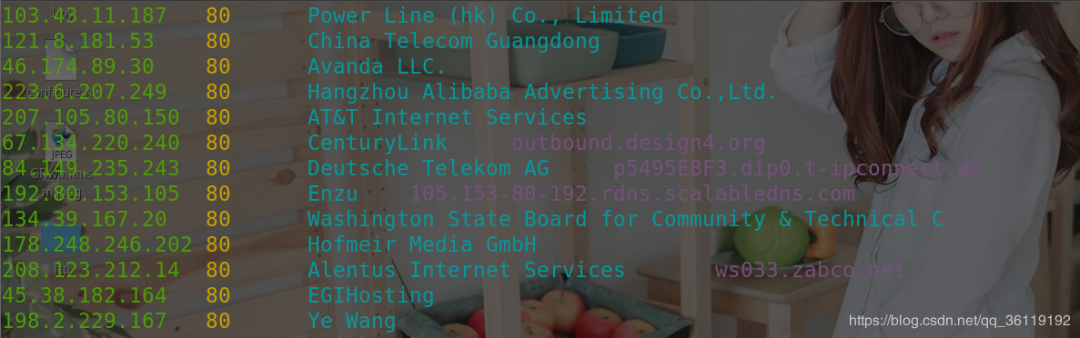 103.43.11.187 80 Power Line (hk) Co., Limited
121.8.181.53 80 China Telecom Guangdong
46.174.89.30 80 Avanda LLC.
223.6.207.249 80 Hangzhou Alibaba Advertising Co.,Ltd.
207.105.80.150 80 AT&T Internet Services
67.134.220.240 80 CenturyLink outbound.design4.org
84.149.235.243 80 Deutsche Telekom AG p5495EBF3.dip0.t-ipconnect.de
192.80.153.105 80 Enzu 105.153-80-192.rdns.scalabledns.com
134.39.167.20 80 Washington State Board for Community & Technical C
178.248.246.202 80 Hofmeir Media GmbH
208.123.212.14 80 Alentus Internet Services ws033.zabco.net
45.38.182.164 80 EGIHosting
198.2.229.167 80 Ye Wang
JPEG
https://blog.csdn.net/qq_36119192